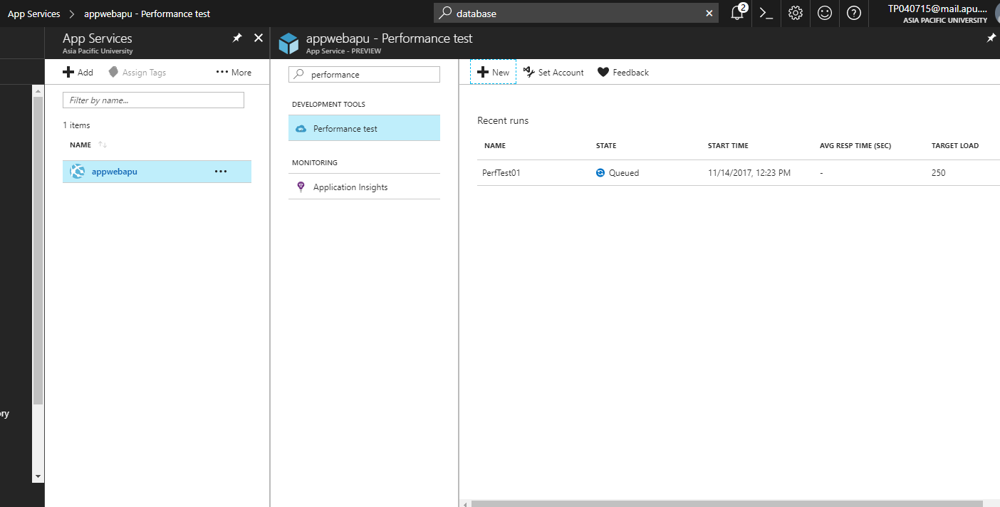 App Services > appwebapu - Performance test
database
2
TP040715@mail.apu....
ASIA PACIFIC UNIVERSITY
App Services
Asia Pacific University
Add Assign Tags ••• More
Filter by name...
1 items
NAME
appwebapu •••
ory
appwebapu - Performance test
App Service - PREVIEW
performance
DEVELOPMENT TOOLS
Performance test
MONITORING
Application Insights
New Set Account Feedback
Recent runs
NAME STATE START TIME AVG RESP TIME (SEC) TARGET LOAD
PerfTest01 Queued 11/14/2017, 12:23 PM - 250